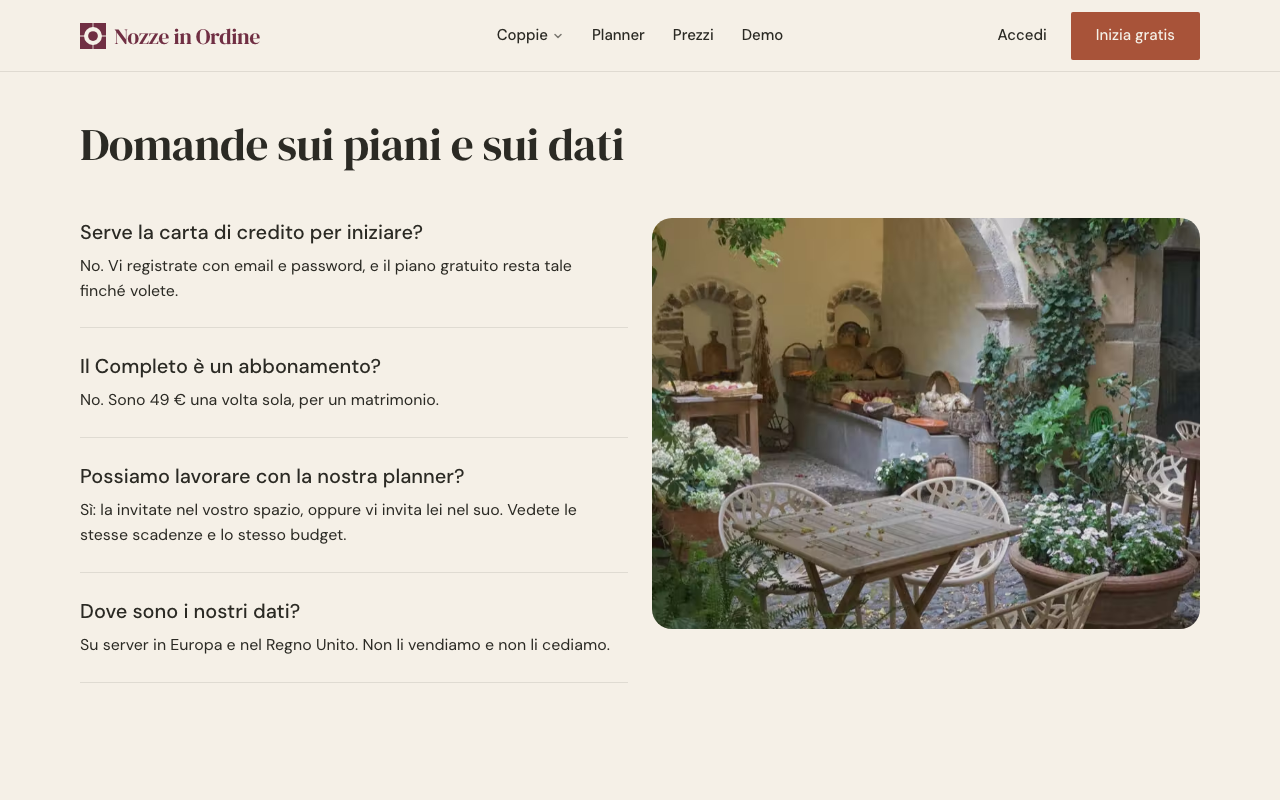 Nozze in Ordine
Coppie
Planner
Prezzi
Demo
Accedi
Inizia gratis
Domande sui piani e sui dati
Serve la carta di credito per iniziare?
No. Vi registrate con email e password, e il piano gratuito resta tale
finché volete.
Il Completo è un abbonamento?
No. Sono 49 € una volta sola, per un matrimonio.
Possiamo lavorare con la nostra planner?
Sì: la invitate nel vostro spazio, oppure vi invita lei nel suo. Vedete le
stesse scadenze e lo stesso budget.
Dove sono i nostri dati?
Su server in Europa e nel Regno Unito. Non li vendiamo e non li cediamo.